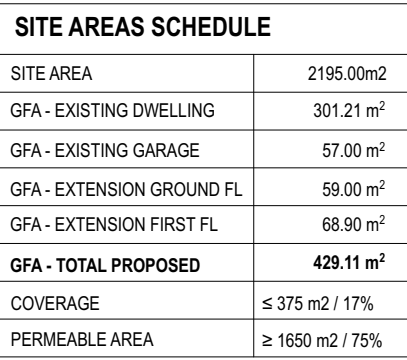 SITE AREAS SCHEDULE
SITE AREA 2195.00m2
GFA - EXISTING DWELLING 301.21 m²
GFA - EXISTING GARAGE 57.00 m²
GFA - EXTENSION GROUND FL 59.00 m²
GFA - EXTENSION FIRST FL 68.90 m²
GFA - TOTAL PROPOSED 429.11 m²
COVERAGE ≤ 375 m2 / 17%
PERMEABLE AREA ≥ 1650 m2 / 75%